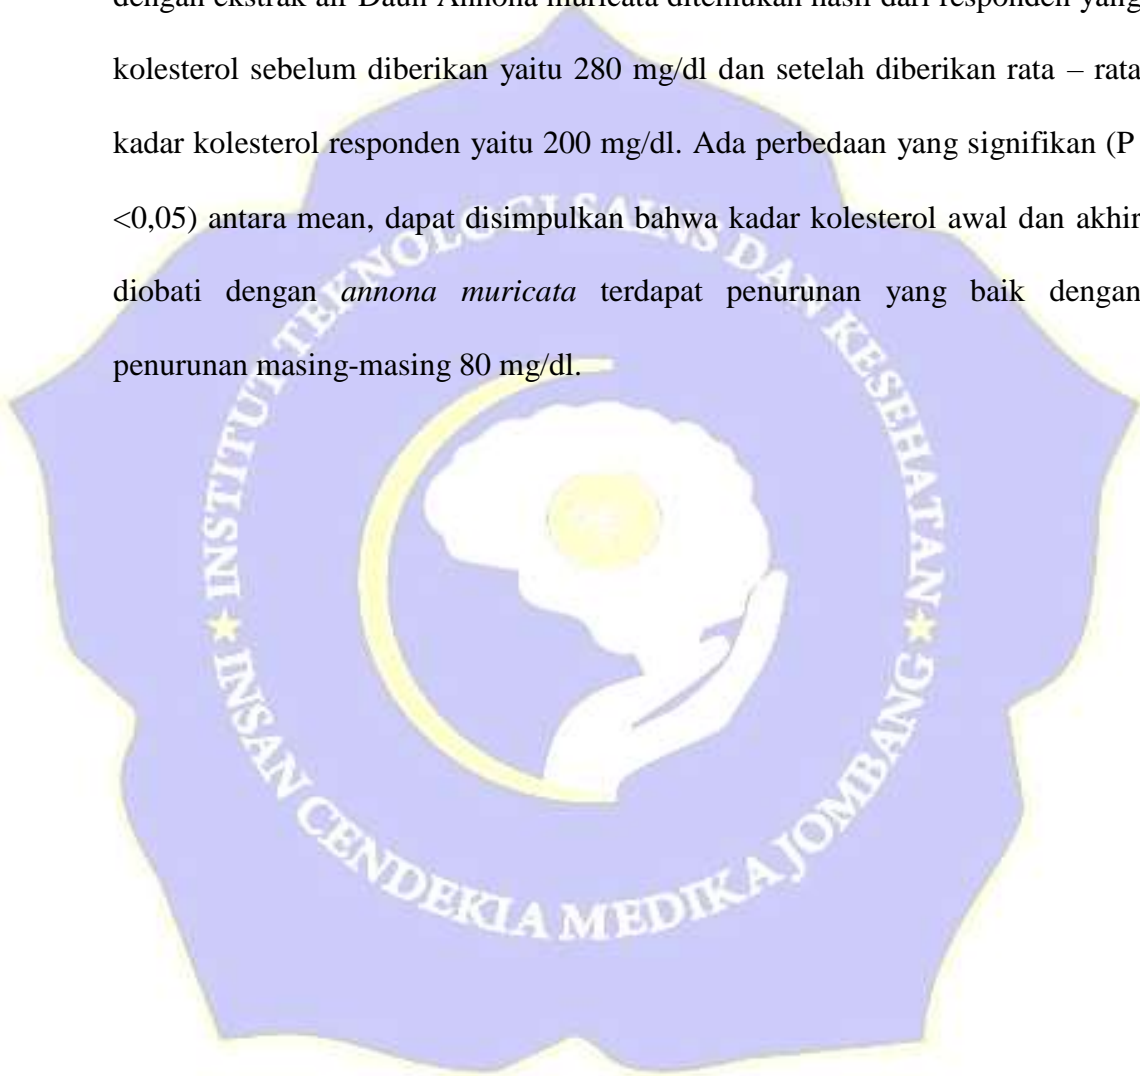 dengan ekstrak air Daun Annona muricata ditemukan hasil dari responden yang
kolesterol sebelum diberikan yaitu 280 mg/dl dan setelah diberikan rata – rata
kadar kolesterol responden yaitu 200 mg/dl. Ada perbedaan yang signifikan (P
<0,05) antara mean, dapat disimpulkan bahwa kadar kolesterol awal dan akhir
diobati dengan annona muricata terdapat penurunan yang baik dengan
penurunan masing-masing 80 mg/dl.
INSTITUT TEKNOLOGI SAINS DAN KESEHATAN
INSAN CENDEKIA MEDIKA JOMBANG